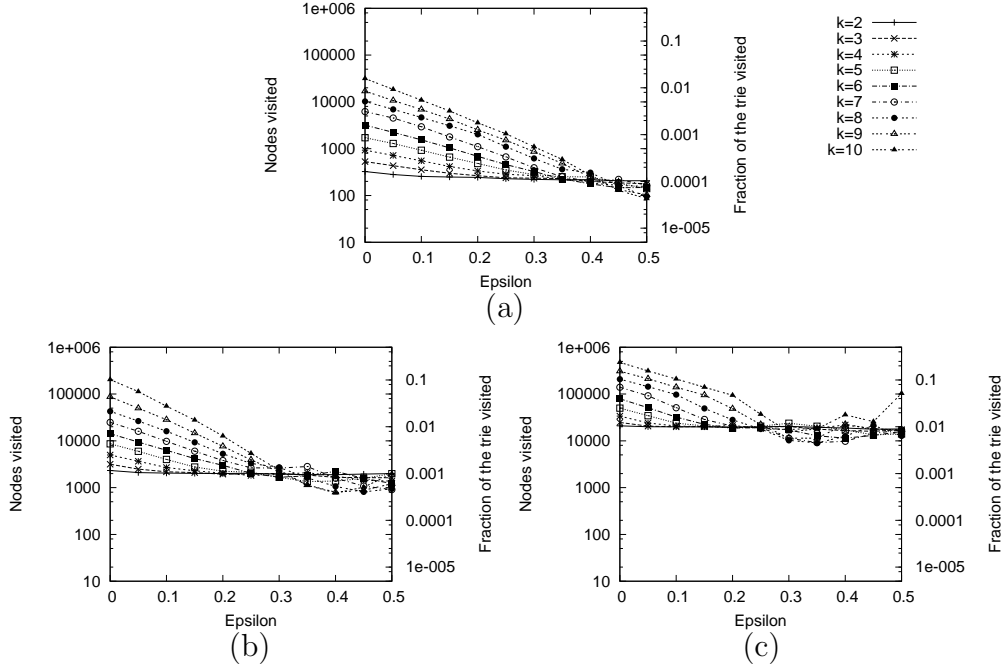 1e+006
100000
10000
1000
100
10
Nodes visited
0 0.1 0.2 0.3 0.4 0.5
Epsilon
0.1
0.01
0.001
0.0001
1e-005
Fraction of the trie visited
k=2
k=3
k=4
k=5
k=6
k=7
k=8
k=9
k=10
(a)
1e+006
100000
10000
1000
100
10
Nodes visited
0 0.1 0.2 0.3 0.4 0.5
Epsilon
0.1
0.01
0.001
0.0001
1e-005
Fraction of the trie visited
(b)
1e+006
100000
10000
1000
100
10
Nodes visited
0 0.1 0.2 0.3 0.4 0.5
Epsilon
0.1
0.01
0.001
0.0001
1e-005
Fraction of the trie visited
(c)